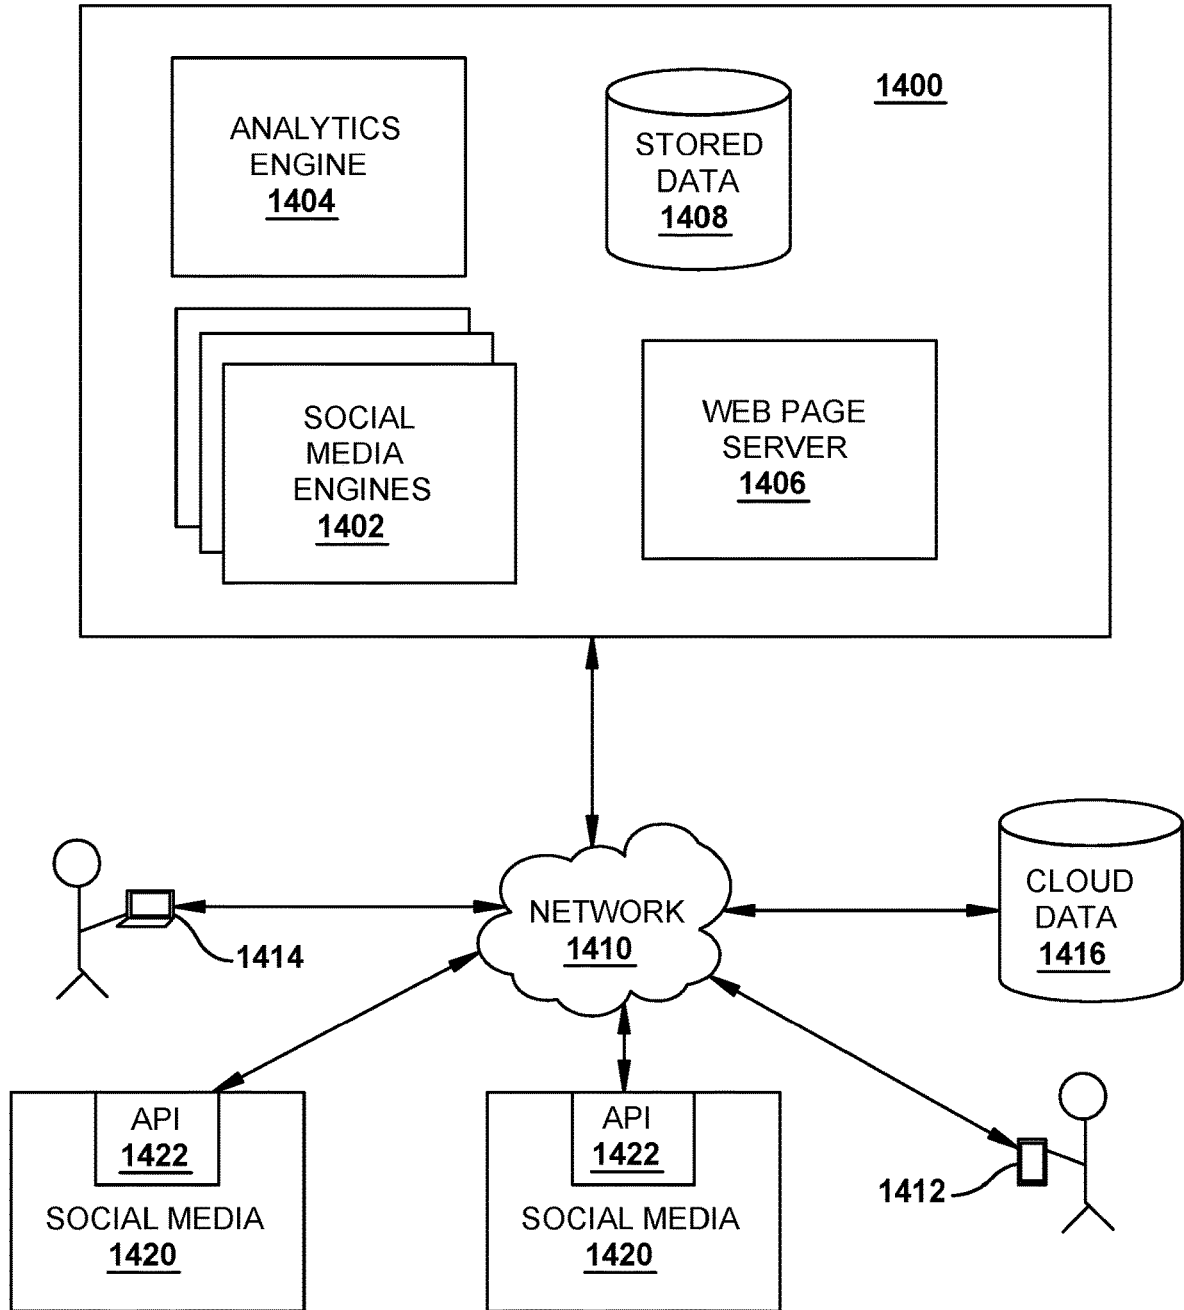 1400
ANALYTICS
ENGINE
1404
STORED
DATA
1408
SOCIAL
MEDIA
ENGINES
1402
WEB PAGE
SERVER
1406
NETWORK
1410
CLOUD
DATA
1416
1414
API
1422
SOCIAL MEDIA
1420
API
1422
SOCIAL MEDIA
1420
1412